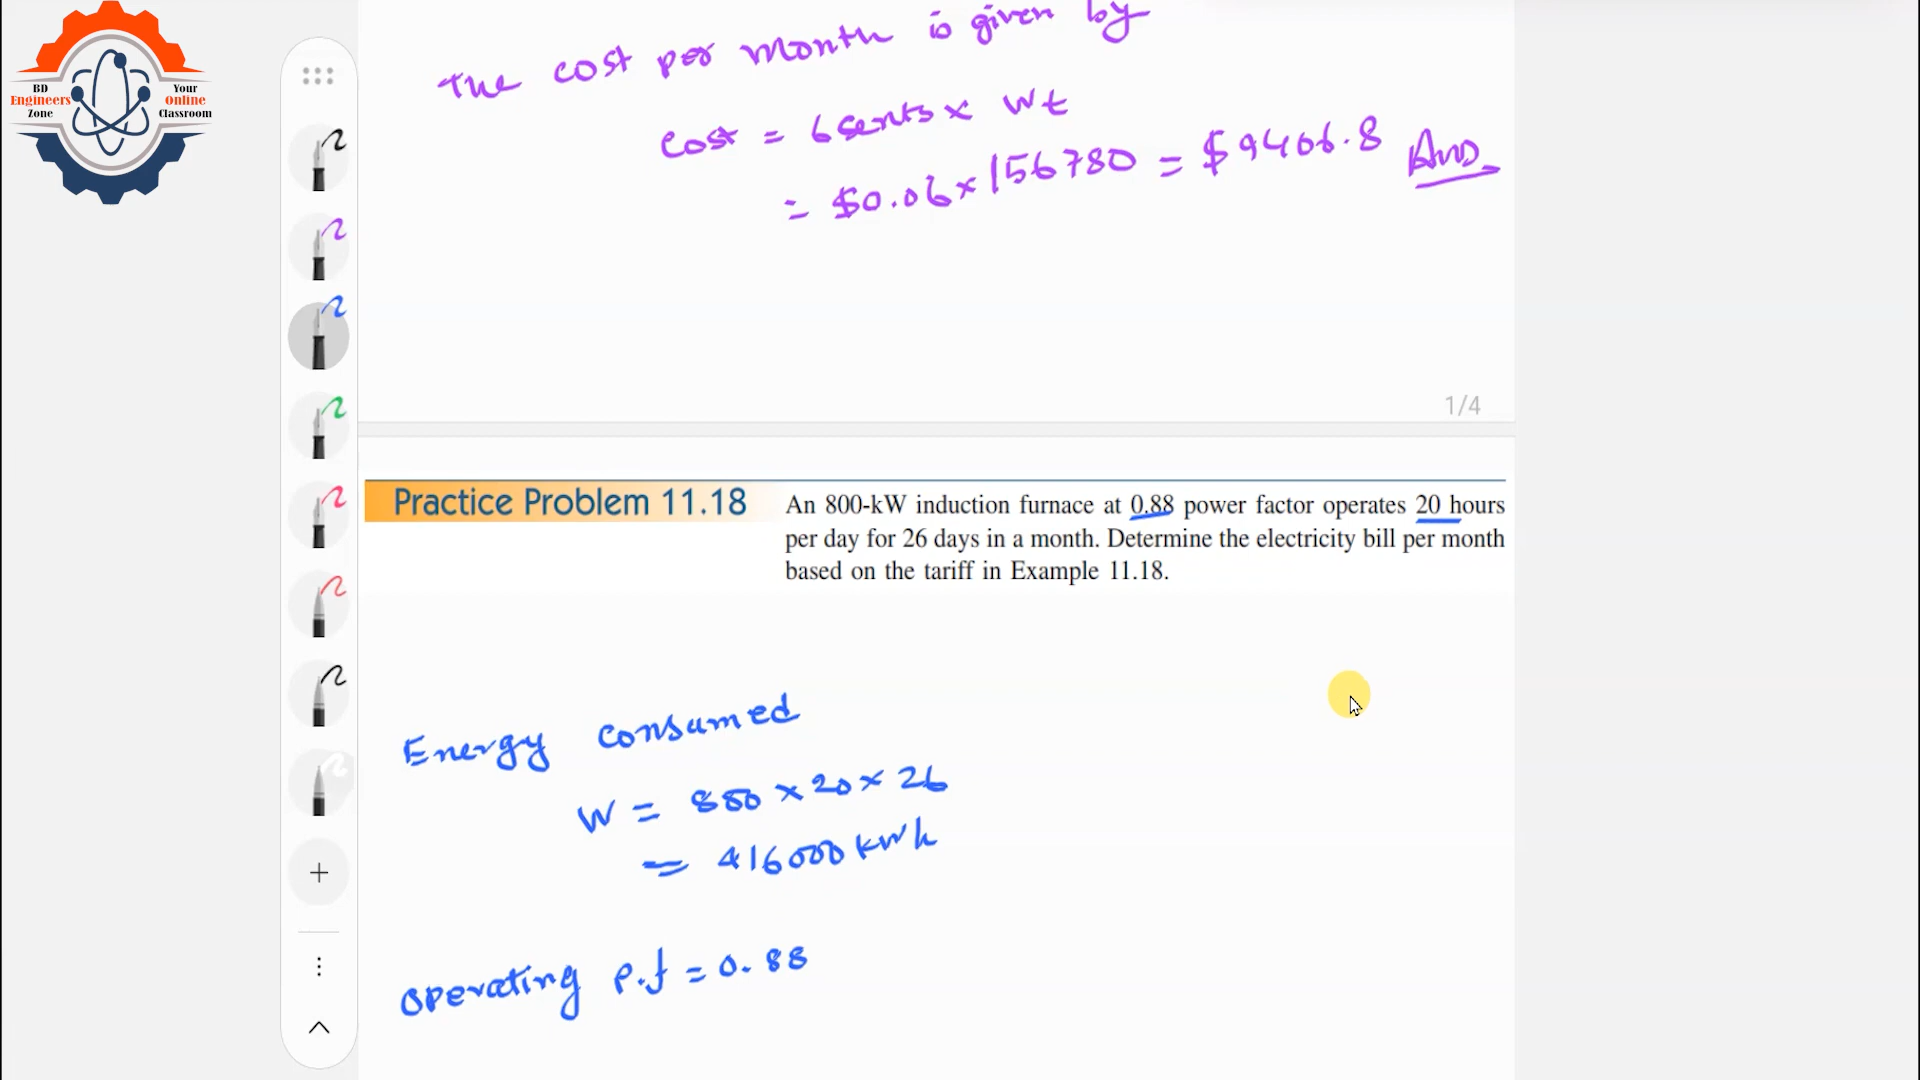 BD
Engineers
Zone
Your
Online
Classroom
The cost per month is given by
Cost = 6 cents × Wt
= $0.06 × 156780 = $9406.8 Ans.
1/4
Practice Problem 11.18
An 800-kW induction furnace at 0.88 power factor operates 20 hours
per day for 26 days in a month. Determine the electricity bill per month
based on the tariff in Example 11.18.
Energy consumed
W = 800 × 20 × 26
= 416000 kWh
Operating P.f = 0.88